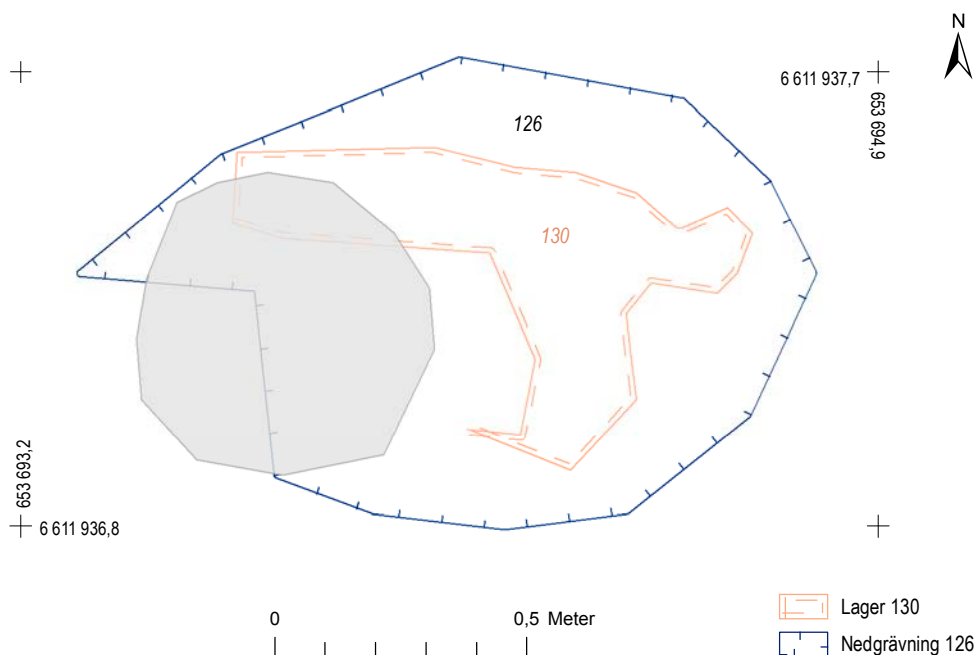 N
6 611 937,7
653 694,9
126
130
653 693,2
6 611 936,8
0 0,5 Meter
Lager 130
Nedgrävning 126